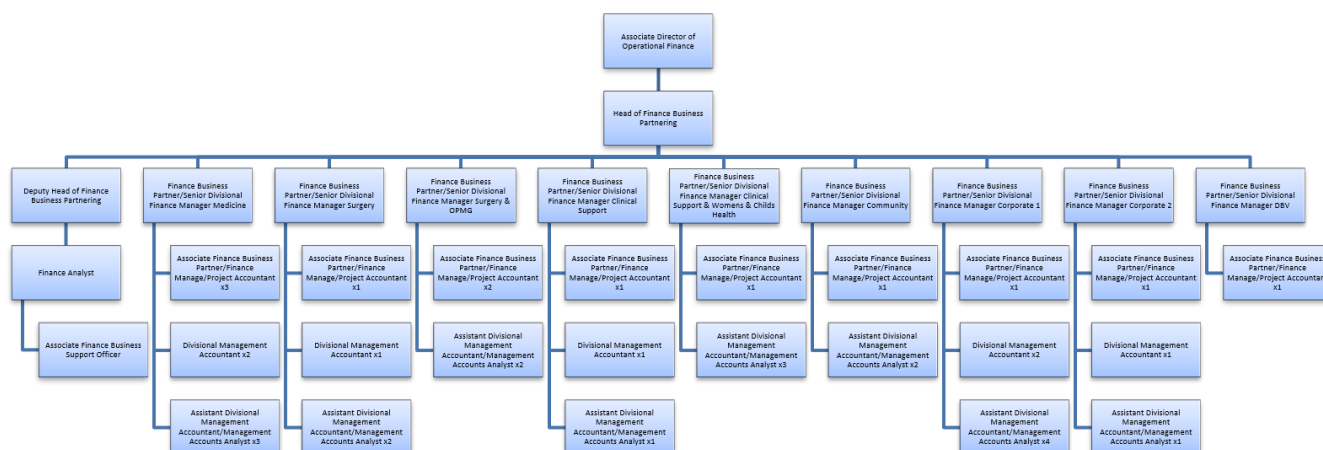 Associate Director of
Operational Finance
Head of Finance Business
Partnering
Deputy Head of Finance
Business Partnering
Finance Business
Partner/Senior Divisional
Finance Manager Medicine
Finance Business
Partner/Senior Divisional
Finance Manager Surgery
Finance Business
Partner/Senior Divisional
Finance Manager Surgery &
OPMG
Finance Business
Partner/Senior Divisional
Finance Manager Clinical
Support
Finance Business
Partner/Senior Divisional
Finance Manager Clinical
Support & Womens & Childs
Health
Finance Business
Partner/Senior Divisional
Finance Manager Community
Finance Business
Partner/Senior Divisional
Finance Manager Corporate 1
Finance Business
Partner/Senior Divisional
Finance Manager Corporate 2
Finance Business
Partner/Senior Divisional
Finance Manager DBV
Finance Analyst
Associate Finance Business
Partner/Finance
Manage/Project Accountant
x3
Associate Finance Business
Partner/Finance
Manage/Project Accountant
x1
Associate Finance Business
Partner/Finance
Manage/Project Accountant
x2
Associate Finance Business
Partner/Finance
Manage/Project Accountant
x1
Associate Finance Business
Partner/Finance
Manage/Project Accountant
x1
Associate Finance Business
Partner/Finance
Manage/Project Accountant
x1
Associate Finance Business
Partner/Finance
Manage/Project Accountant
x1
Associate Finance Business
Partner/Finance
Manage/Project Accountant
x1
Associate Finance Business
Partner/Finance
Manage/Project Accountant
x1
Associate Finance Business
Support Officer
Divisional Management
Accountant x2
Divisional Management
Accountant x1
Assistant Divisional
Management
Accountant/Management
Accounts Analyst x2
Divisional Management
Accountant x1
Assistant Divisional
Management
Accountant/Management
Accounts Analyst x3
Assistant Divisional
Management
Accountant/Management
Accounts Analyst x2
Divisional Management
Accountant x2
Divisional Management
Accountant x1
Assistant Divisional
Management
Accountant/Management
Accounts Analyst x3
Assistant Divisional
Management
Accountant/Management
Accounts Analyst x2
Assistant Divisional
Management
Accountant/Management
Accounts Analyst x1
Assistant Divisional
Management
Accountant/Management
Accounts Analyst x4
Assistant Divisional
Management
Accountant/Management
Accounts Analyst x1